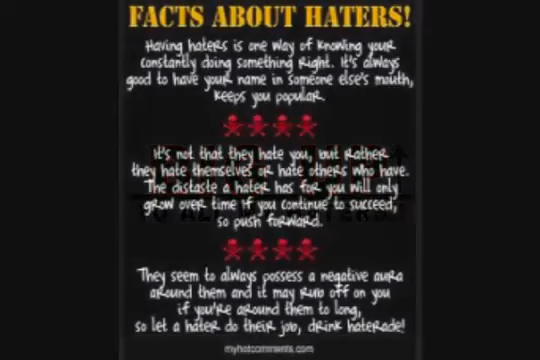 FACTS ABOUT HATERS!
Having haters is one way of knowing your
constantly doing something right. It's always
good to have your name in someone else's mouth,
keeps you popular.
It's not that they hate you, but rather
they hate themselves or hate others who have.
The distaste a hater has for you will only
grow over time if you continue to succeed,
so push forward.
They seem to always possess a negative aura
around them and it may rub off on you
if you're around them to long,
so let a hater do their job, drink haterade!
myhotcomments.com